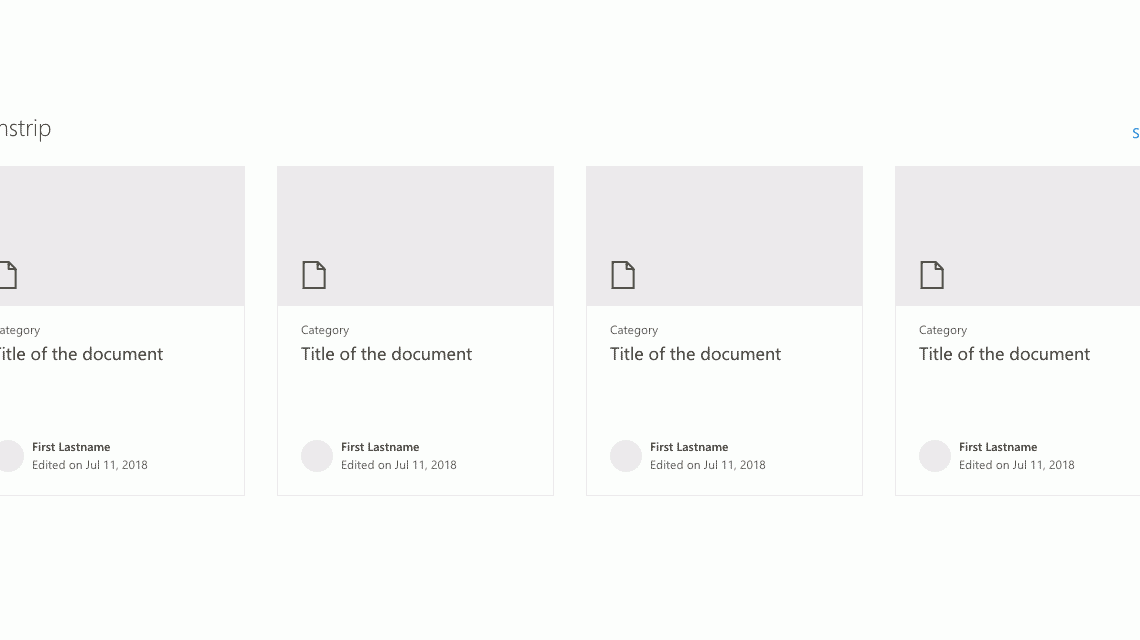 nstrip
S
ategory
Title of the document
First Lastname
Edited on Jul 11, 2018
Category
Title of the document
First Lastname
Edited on Jul 11, 2018
Category
Title of the document
First Lastname
Edited on Jul 11, 2018
Category
Title of the document
First Lastname
Edited on Jul 11, 2018